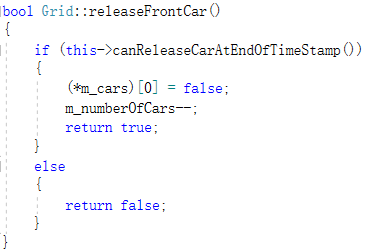 bool Grid::releaseFrontCar()
{
    if (this->canReleaseCarAtEndOfTimeStamp())
    {
        (*m_cars)[0] = false;
        m_numberOfCars--;
        return true;
    }
    else
    {
        return false;
    }
}